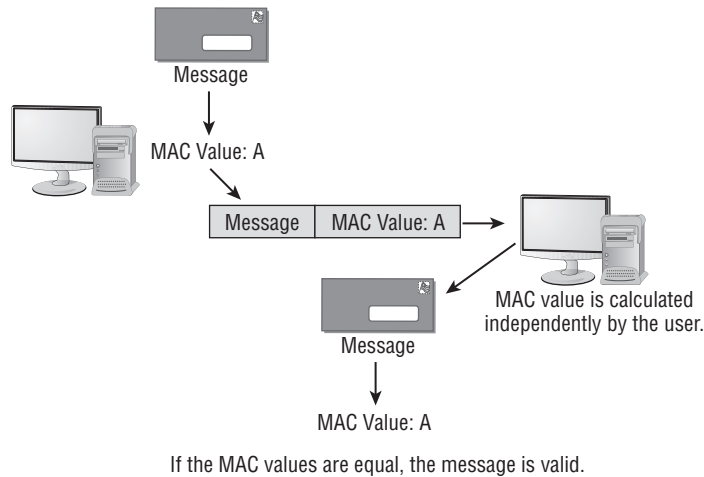 Message
MAC Value: A
Message MAC Value: A
MAC value is calculated
independently by the user.
Message
MAC Value: A
If the MAC values are equal, the message is valid.